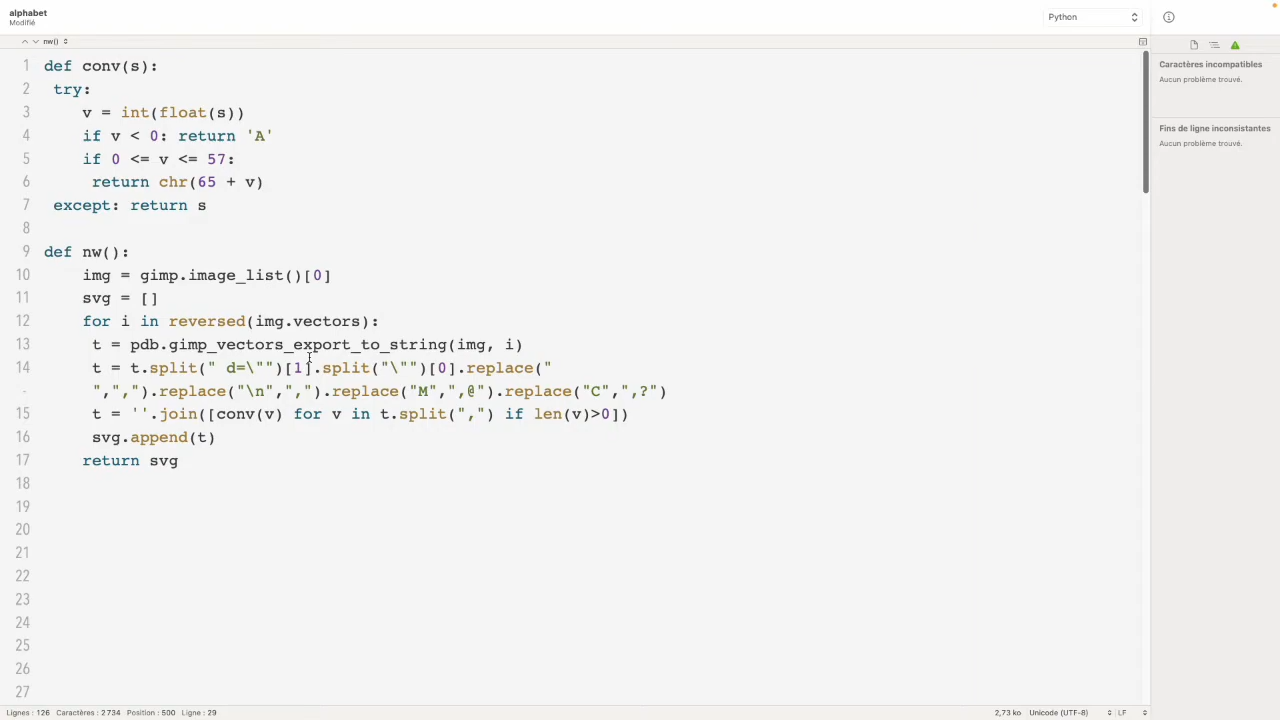 alphabet
Modifié
Python
nw()
1 def conv(s):
2 try:
3 v = int(float(s))
4 if v < 0: return 'A'
5 if 0 <= v <= 57:
6 return chr(65 + v)
7 except: return s
8
9 def nw():
10 img = gimp.image_list()[0]
11 svg = []
12 for i in reversed(img.vectors):
13 t = pdb.gimp_vectors_export_to_string(img, i)
14 t = t.split(" d=\"")[1].split("\"")[0].replace("
- ",",").replace("\n",",").replace("M",",@").replace("C",",?")
15 t = ''.join([conv(v) for v in t.split(",") if len(v)>0])
16 svg.append(t)
17 return svg
18
19
20
21
22
23
24
25
26
27
Caractères incompatibles
Aucun problème trouvé.
Fins de ligne inconsistantes
Aucun problème trouvé.
Lignes : 126 Caractères : 2 734 Position : 500 Ligne : 29 2,73 ko Unicode (UTF-8) LF